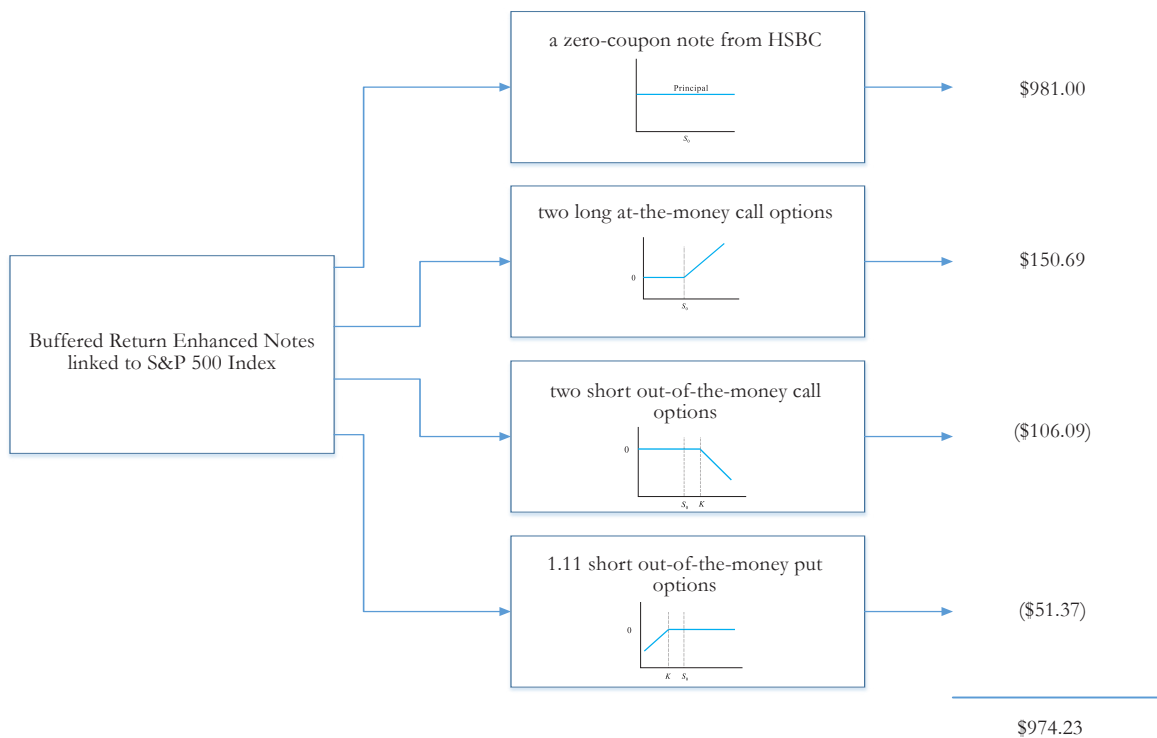 a zero-coupon note from HSBC
Principal
S₀
$981.00
two long at-the-money call options
0
S₀
$150.69
Buffered Return Enhanced Notes
linked to S&P 500 Index
two short out-of-the-money call
options
0
S₀ K
($106.09)
1.11 short out-of-the-money put
options
0
K S₀
($51.37)
$974.23